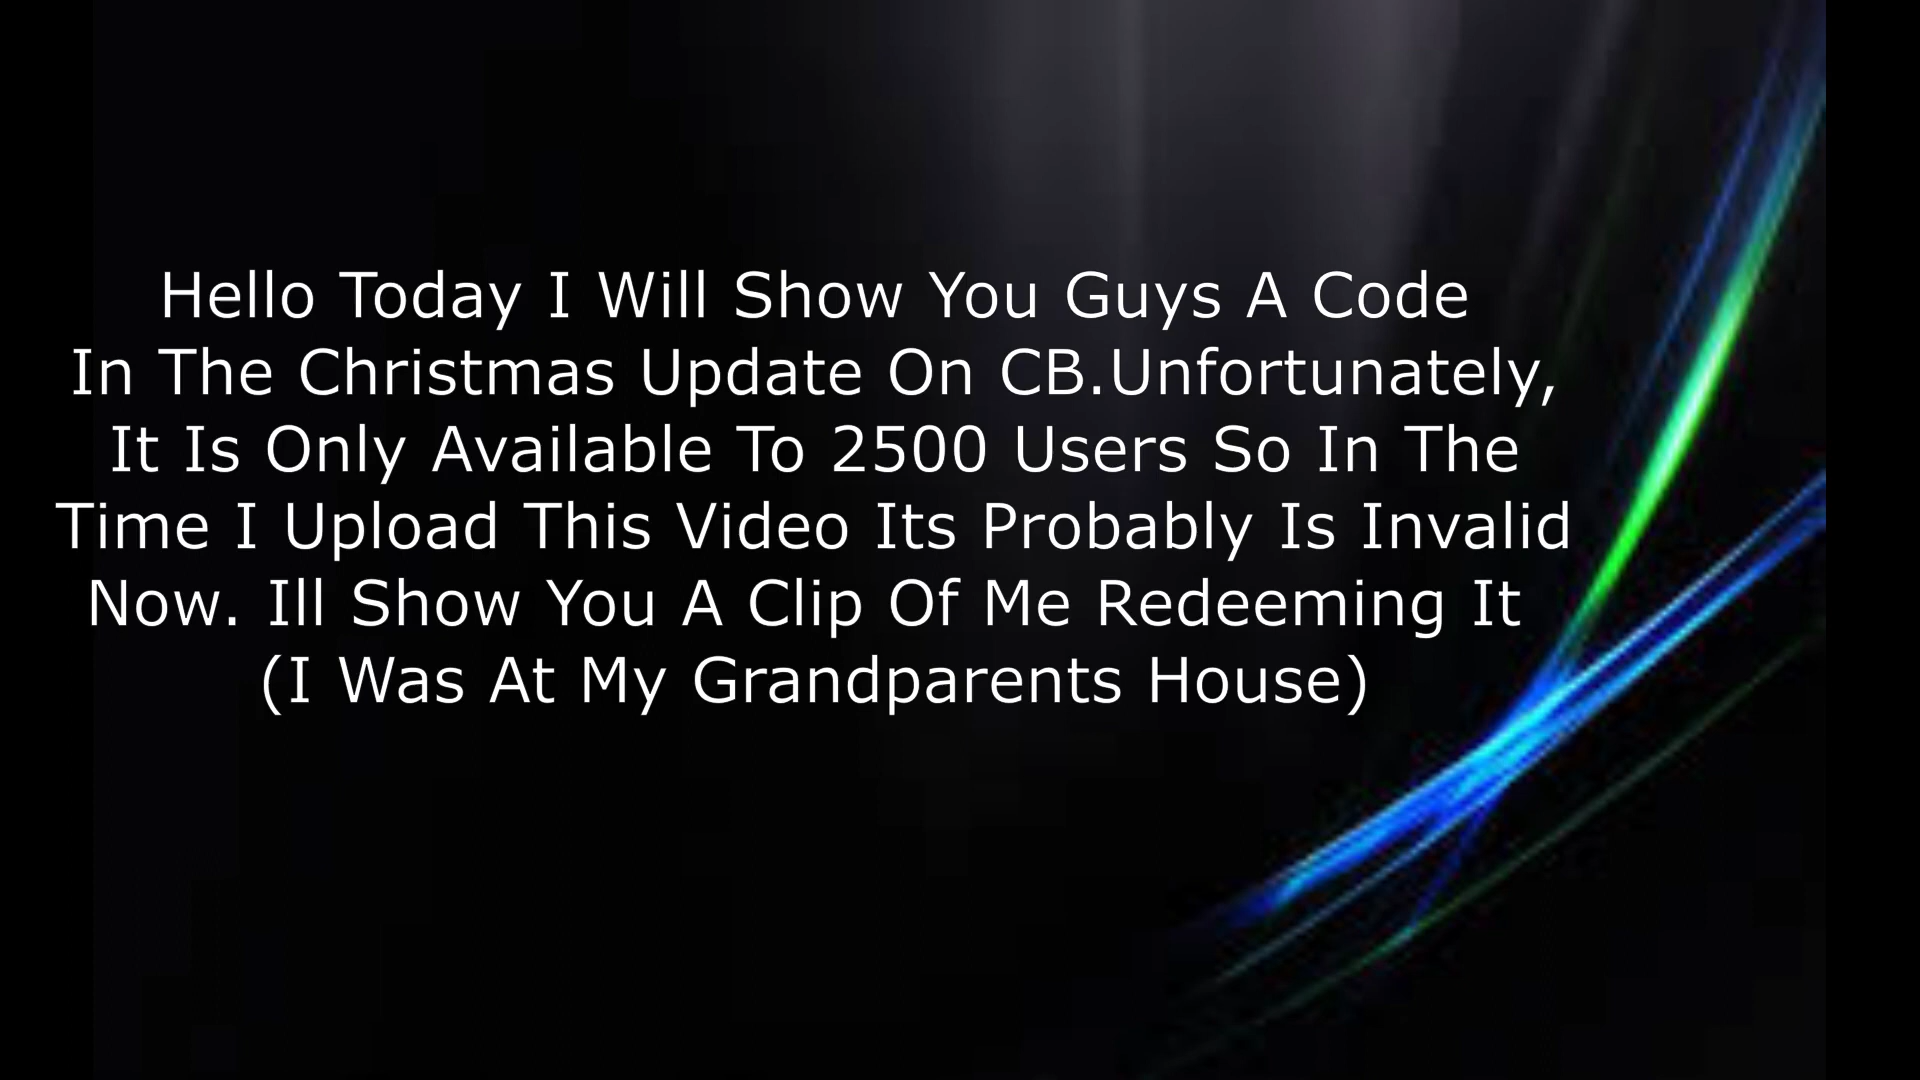 Hello Today I Will Show You Guys A Code
In The Christmas Update On CB.Unfortunately,
It Is Only Available To 2500 Users So In The
Time I Upload This Video Its Probably Is Invalid
Now. Ill Show You A Clip Of Me Redeeming It
(I Was At My Grandparents House)